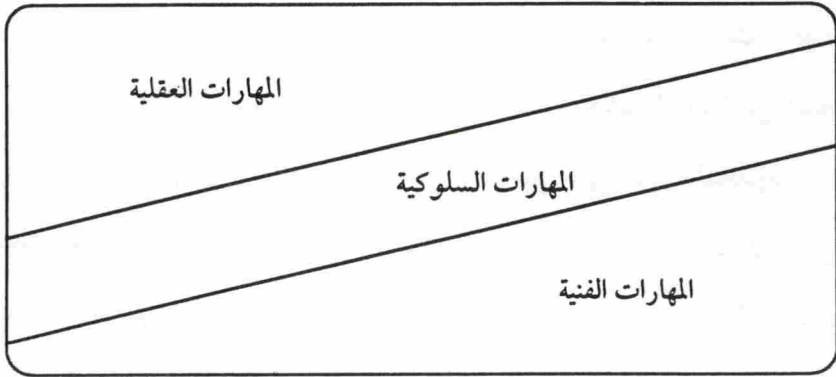 المهارات العقلية
المهارات السلوكية
المهارات الفنية